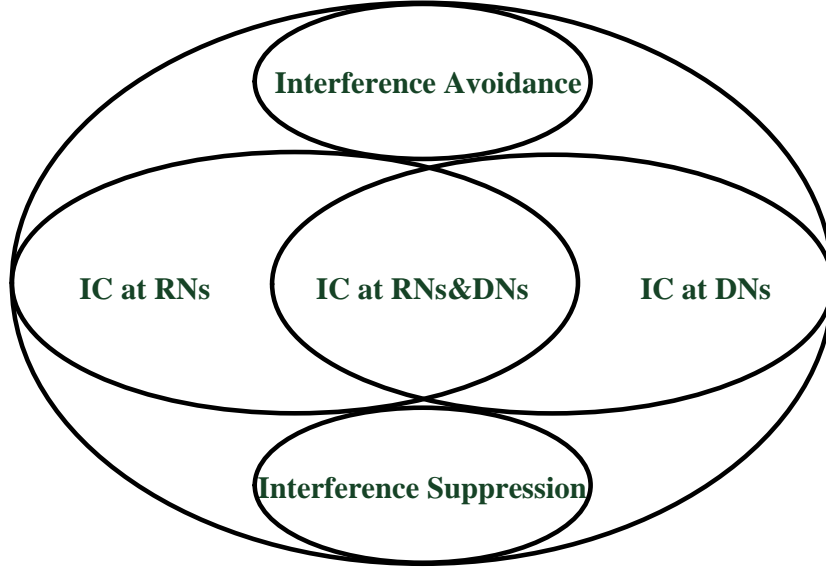 Interference Avoidance
IC at RNs
IC at RNs&DNs
IC at DNs
Interference Suppression